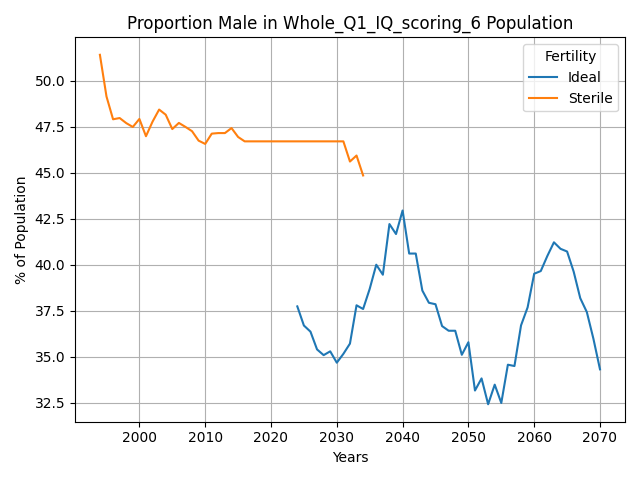 Proportion Male in Whole_Q1_IQ_scoring_6 Population
Fertility
Ideal
Sterile
% of Population
50.0
47.5
45.0
42.5
40.0
37.5
35.0
32.5
2000
2010
2020
2030
2040
2050
2060
2070
Years